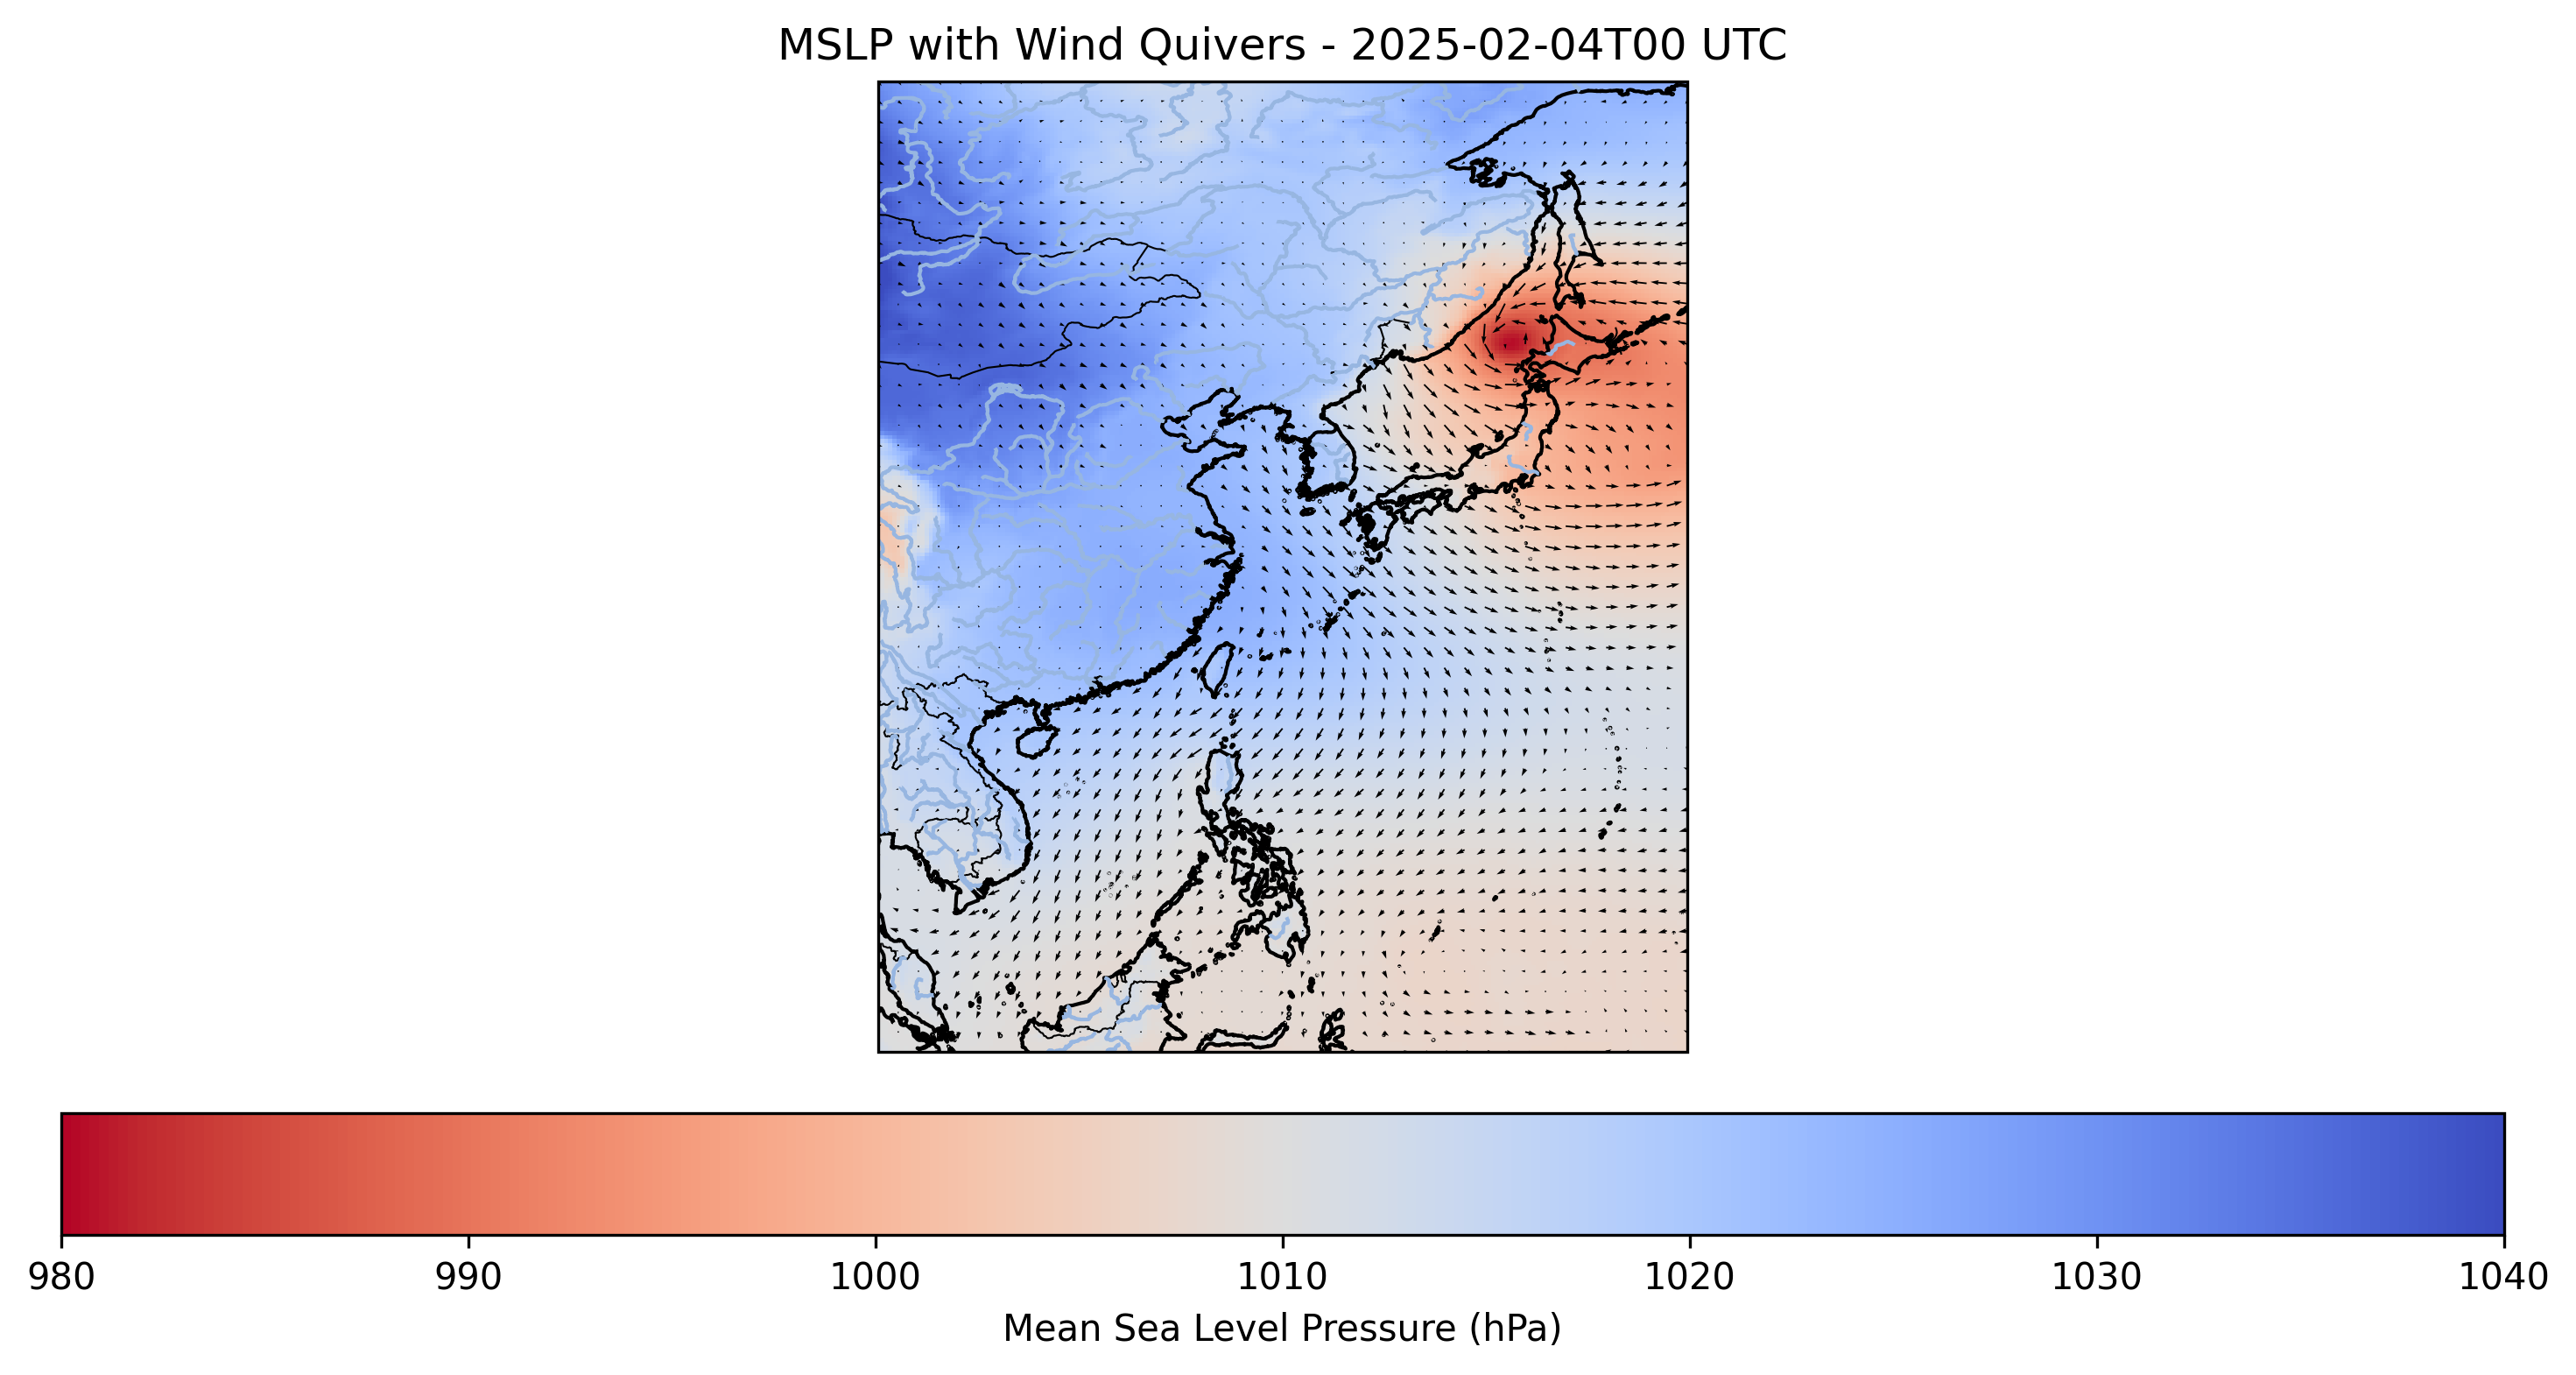 MSLP with Wind Quivers - 2025-02-04T00 UTC
980 990 1000 1010 1020 1030 1040
Mean Sea Level Pressure (hPa)